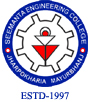 SEEMANTA ENGINEERING COLLEGE
JHARPOKHARIA MAYURBHANJ
ESTD-1997